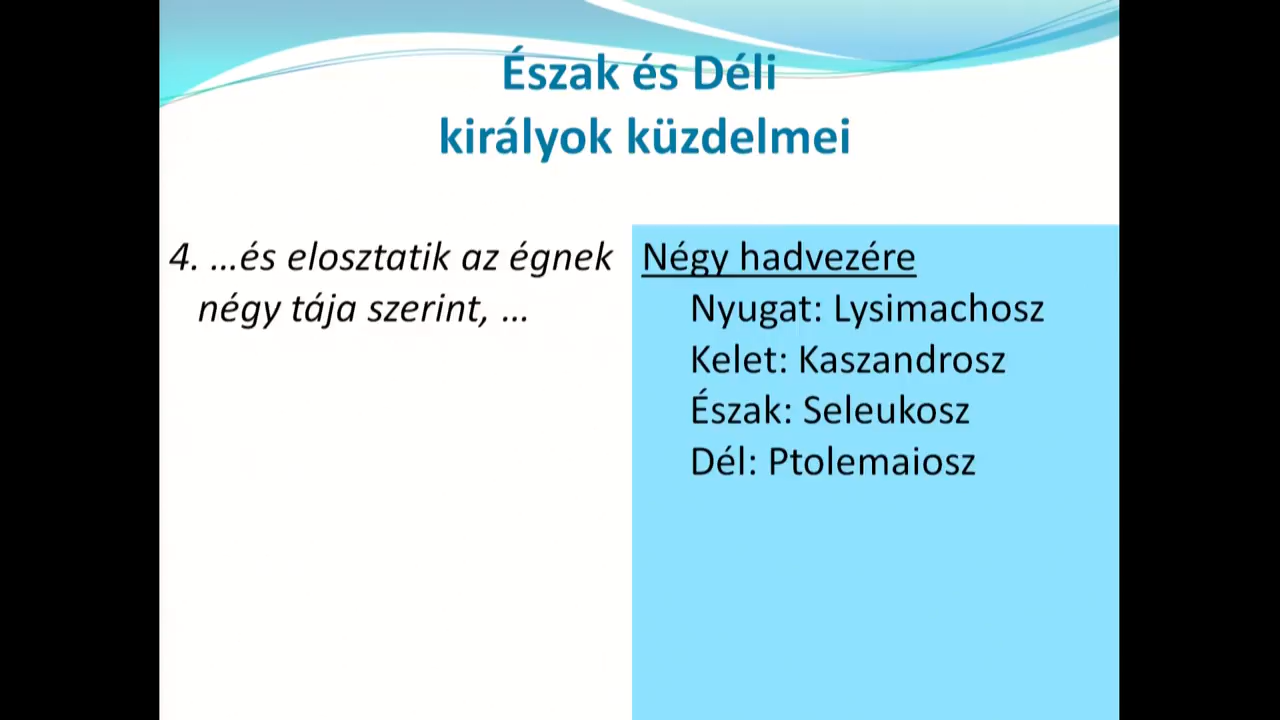 Észak és Déli
királyok küzdelmei
4. …és elosztatik az égnek
négy tája szerint, …
Négy hadvezére
Nyugat: Lysimachosz
Kelet: Kaszandrosz
Észak: Seleukosz
Dél: Ptolemaiosz